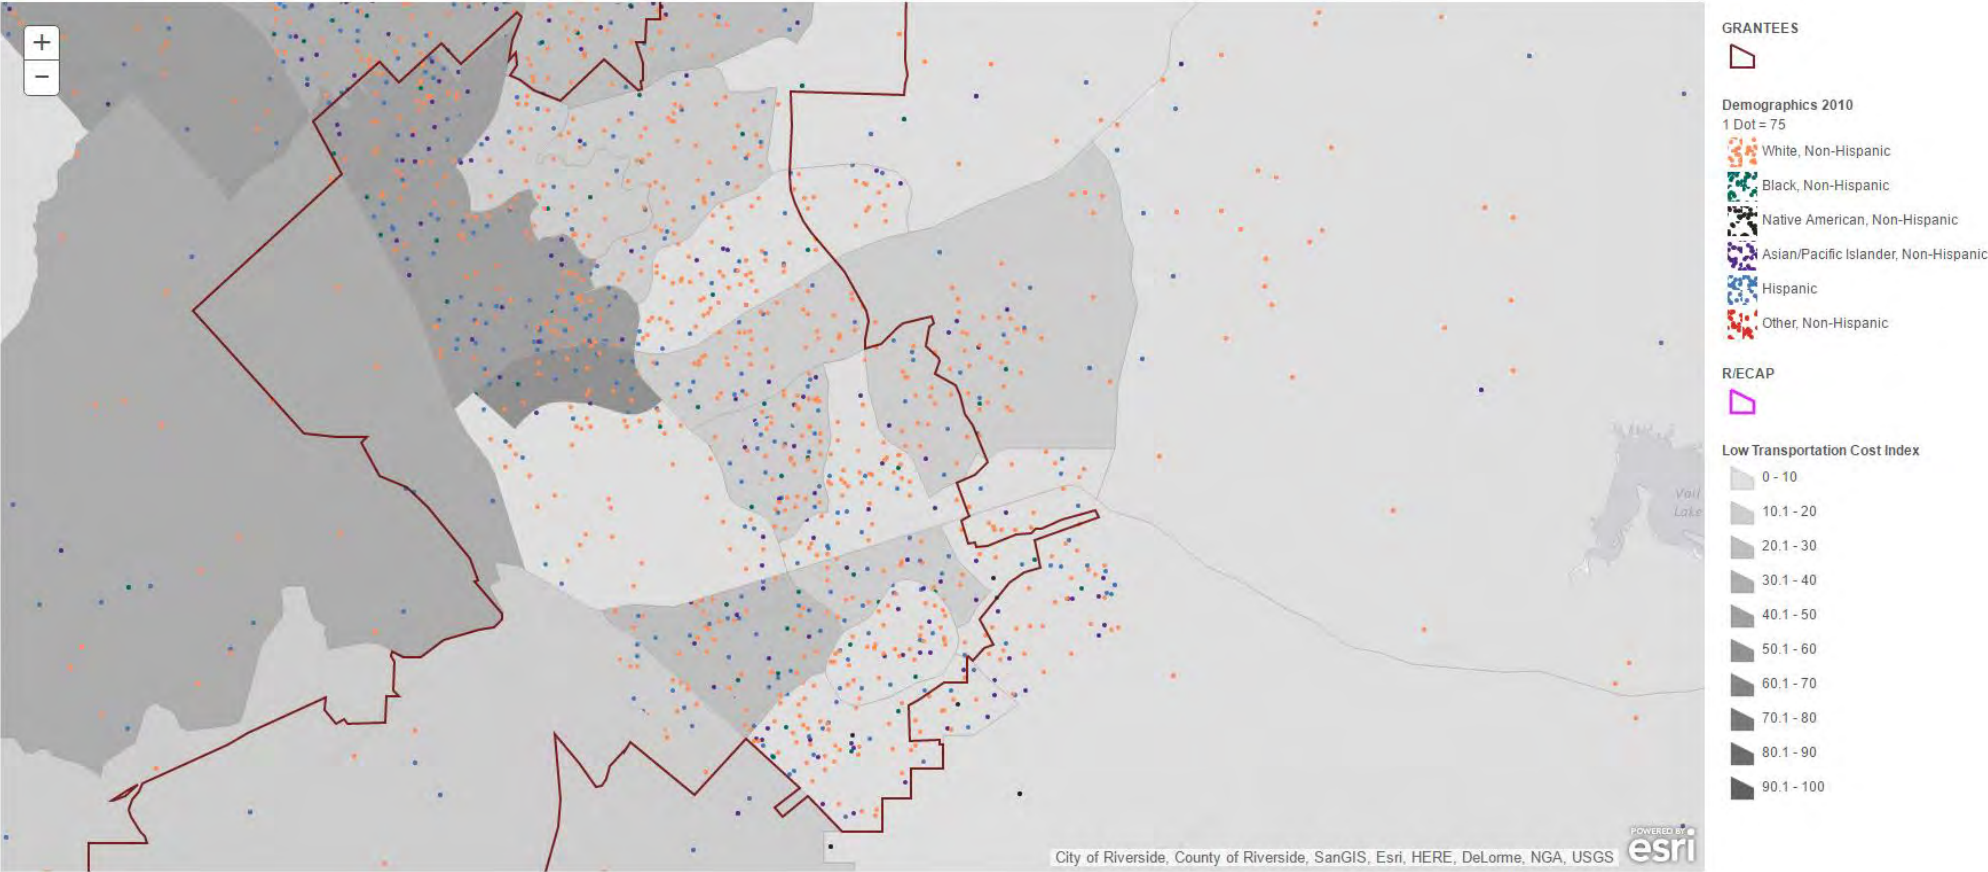 +
−
GRANTEES
Demographics 2010
1 Dot = 75
White, Non-Hispanic
Black, Non-Hispanic
Native American, Non-Hispanic
Asian/Pacific Islander, Non-Hispanic
Hispanic
Other, Non-Hispanic
R/ECAP
Low Transportation Cost Index
0 - 10
10.1 - 20
20.1 - 30
30.1 - 40
40.1 - 50
50.1 - 60
60.1 - 70
70.1 - 80
80.1 - 90
90.1 - 100
Vail
Lake
City of Riverside, County of Riverside, SanGIS, Esri, HERE, DeLorme, NGA, USGS
POWERED BY
esri